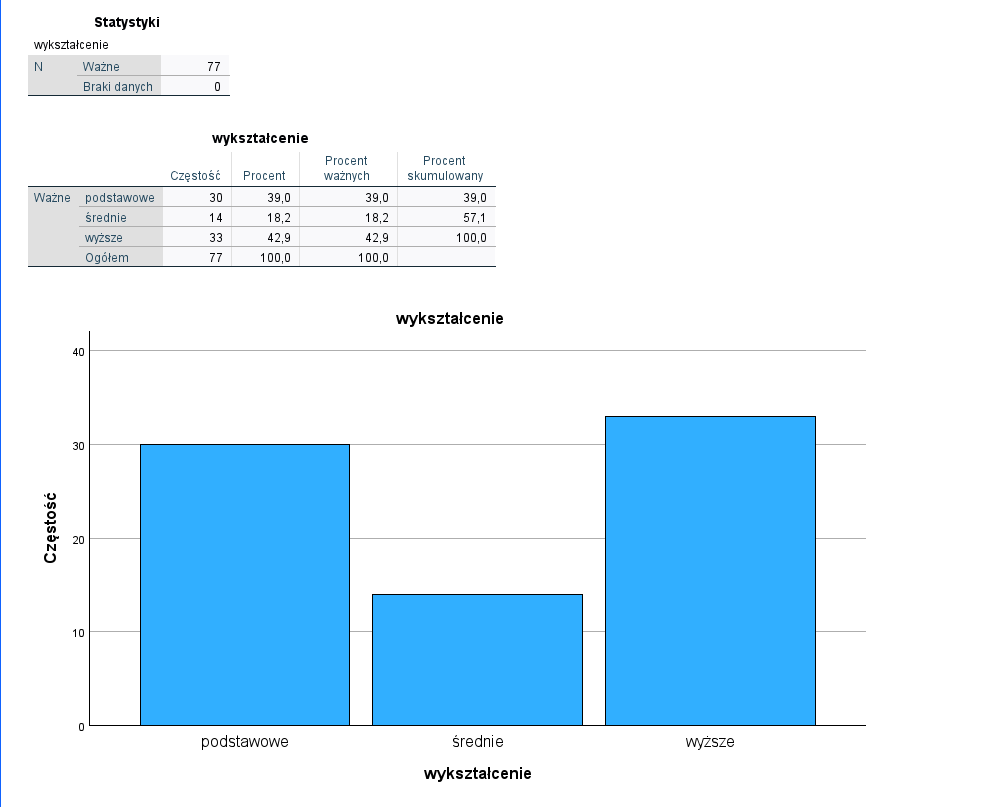 Statystyki
wykształcenie
N Ważne 77
Braki danych 0
wykształcenie
Częstość Procent Procent ważnych Procent skumulowany
Ważne podstawowe 30 39,0 39,0 39,0
średnie 14 18,2 18,2 57,1
wyższe 33 42,9 42,9 100,0
Ogółem 77 100,0 100,0
wykształcenie
Częstość
40
30
20
10
0
podstawowe średnie wyższe
wykształcenie